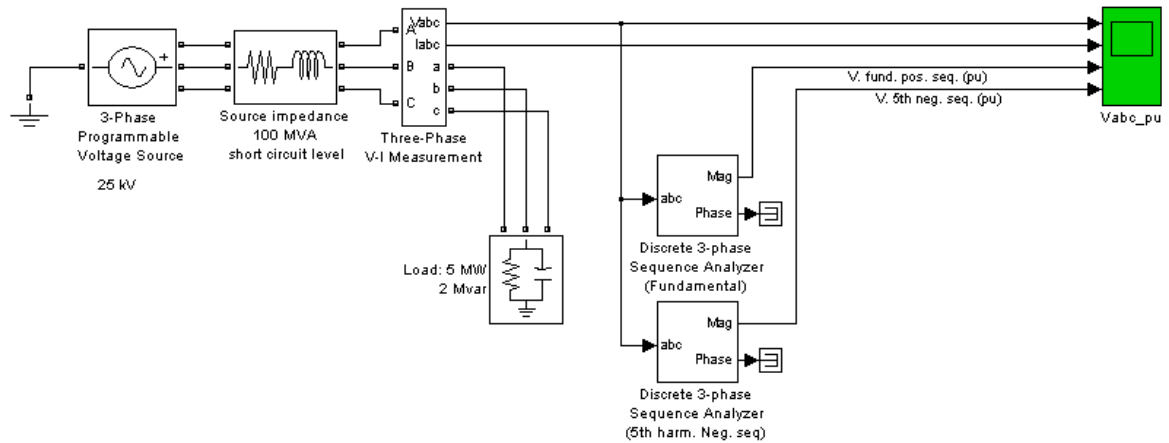 3-Phase
Programmable
Voltage Source
25 kV
Source impedance
100 MVA
short circuit level
A
B
C
Vabc
Iabc
a
b
c
Three-Phase
V-I Measurement
Load: 5 MW
2 Mvar
V. fund. pos. seq. (pu)
V. 5th neg. seq. (pu)
Vabc_pu
abc
Mag
Phase
Discrete 3-phase
Sequence Analyzer
(Fundamental)
abc
Mag
Phase
Discrete 3-phase
Sequence Analyzer
(5th harm. Neg. seq)